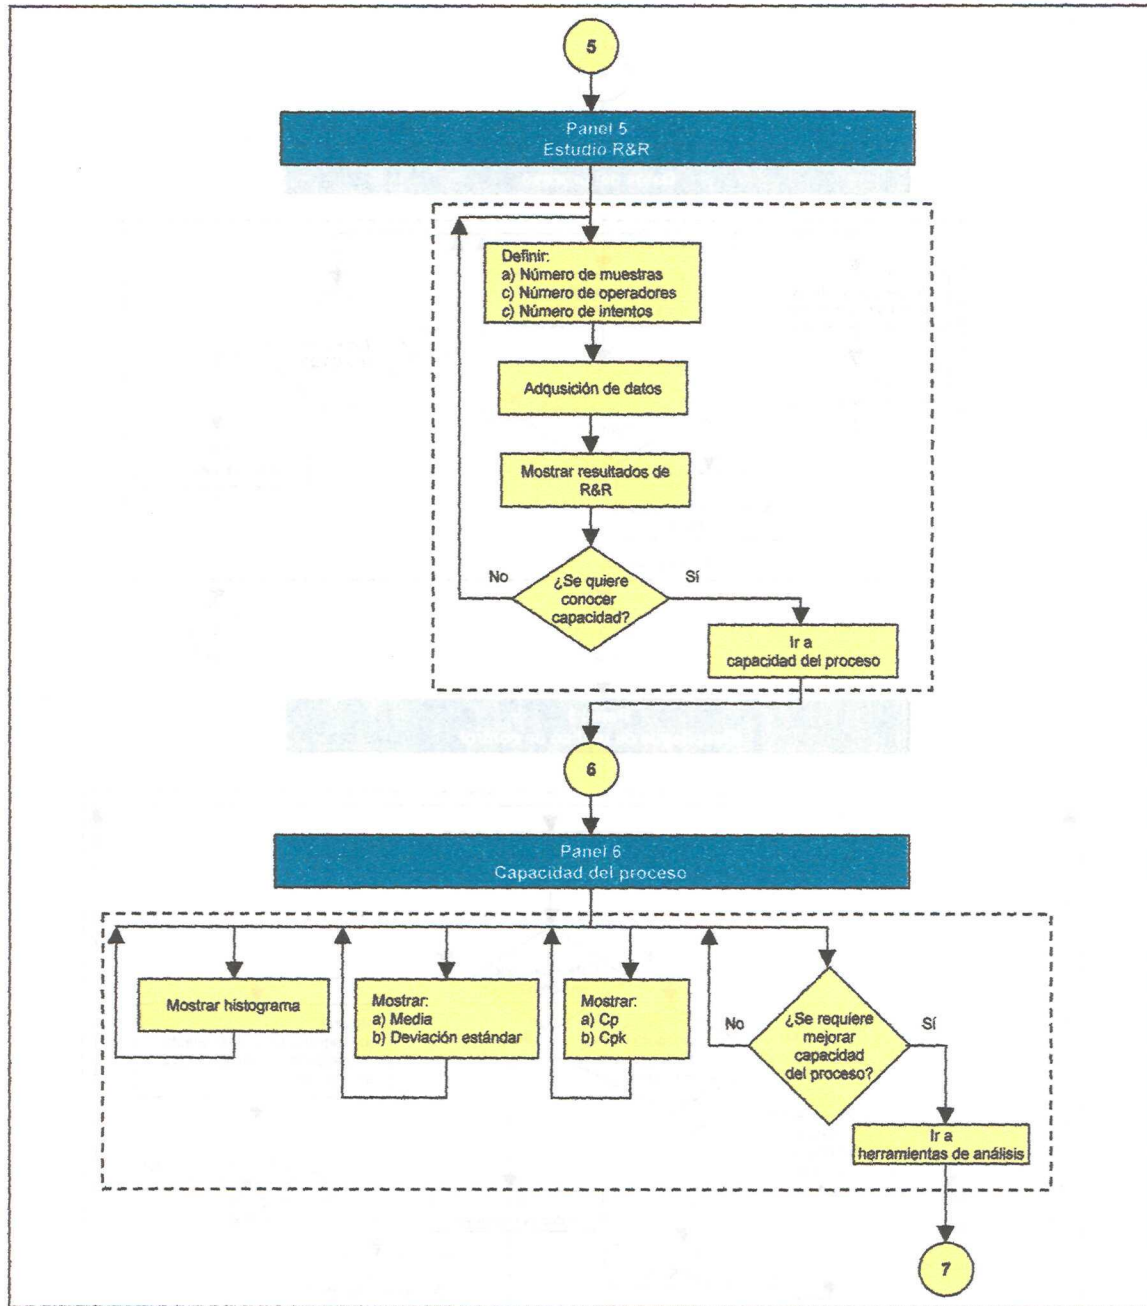 5
Panel 5
Estudio R&R
Definir:
a) Número de muestras
c) Número de operadores
c) Número de intentos
Adqusición de datos
Mostrar resultados de
R&R
No
¿Se quiere
conocer
capacidad?
Sí
Ir a
capacidad del proceso
6
Panel 6
Capacidad del proceso
Mostrar histograma
Mostrar:
a) Media
b) Deviación estándar
Mostrar:
a) Cp
b) Cpk
No
¿Se requiere
mejorar
capacidad
del proceso?
Sí
Ir a
herramientas de análisis
7